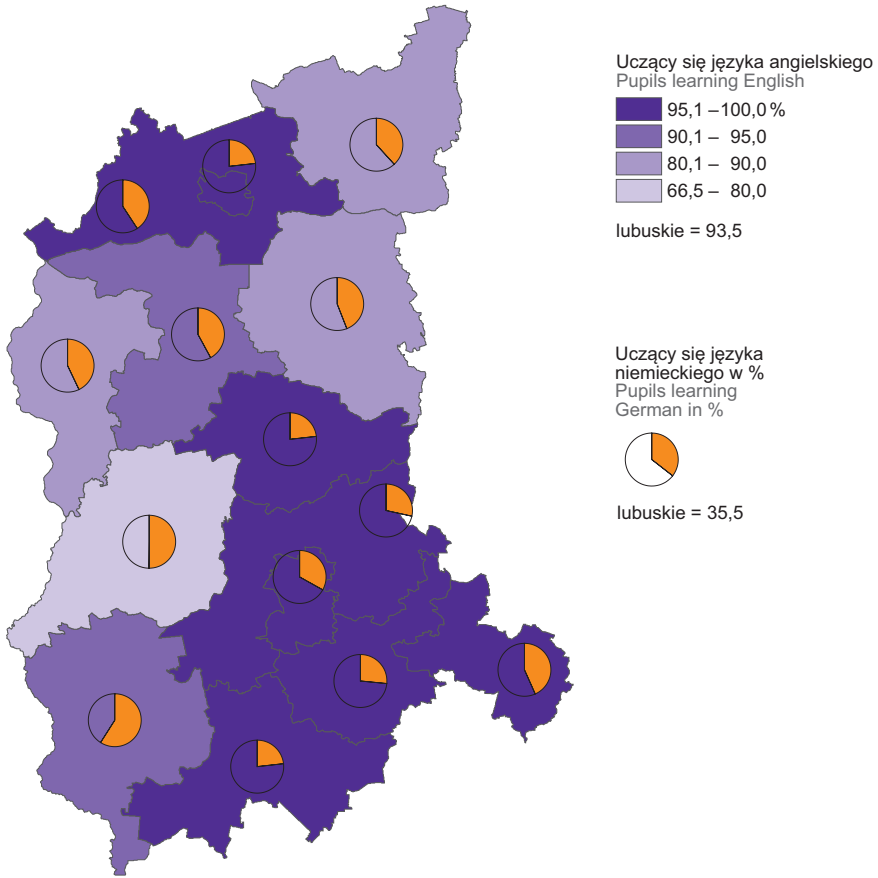 Uczący się języka angielskiego
Pupils learning English
95,1 – 100,0 %
90,1 – 95,0
80,1 – 90,0
66,5 – 80,0
lubuskie = 93,5
Uczący się języka
niemieckiego w %
Pupils learning
German in %
lubuskie = 35,5